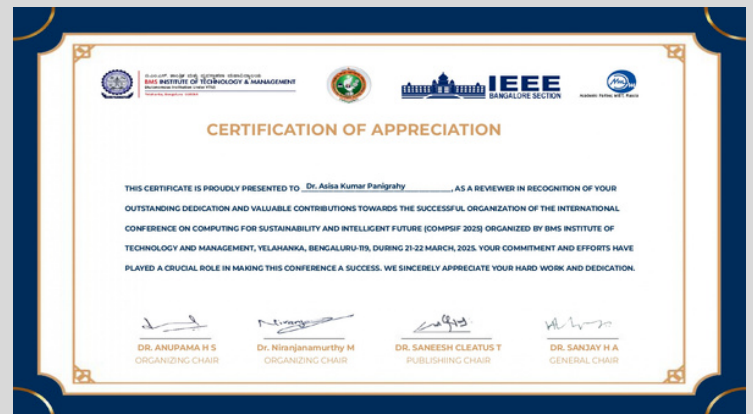 BMS INSTITUTE OF TECHNOLOGY & MANAGEMENT
IEEE
BANGALORE SECTION
CERTIFICATION OF APPRECIATION
THIS CERTIFICATE IS PROUDLY PRESENTED TO Dr. Asisa Kumar Panigrahy, AS A REVIEWER IN RECOGNITION OF YOUR
OUTSTANDING DEDICATION AND VALUABLE CONTRIBUTIONS TOWARDS THE SUCCESSFUL ORGANIZATION OF THE INTERNATIONAL
CONFERENCE ON COMPUTING FOR SUSTAINABILITY AND INTELLIGENT FUTURE (COMPSIF 2025) ORGANIZED BY BMS INSTITUTE OF
TECHNOLOGY AND MANAGEMENT, YELAHANKA, BENGALURU-119, DURING 21-22 MARCH, 2025. YOUR COMMITMENT AND EFFORTS HAVE
PLAYED A CRUCIAL ROLE IN MAKING THIS CONFERENCE A SUCCESS. WE SINCERELY APPRECIATE YOUR HARD WORK AND DEDICATION.
DR. ANUPAMA H S
ORGANIZING CHAIR
Dr. Niranjanamurthy M
ORGANIZING CHAIR
DR. SANEESH CLEATUS T
PUBLISHIING CHAIR
DR. SANJAY H A
GENERAL CHAIR